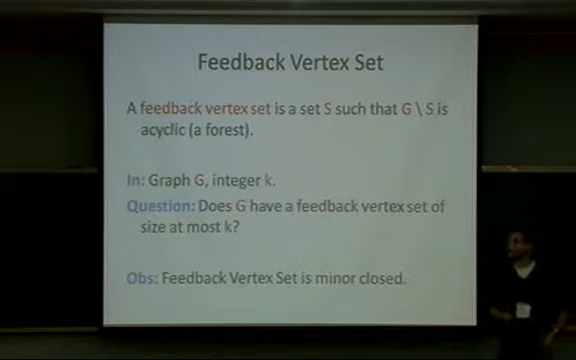 Feedback Vertex Set
A feedback vertex set is a set S such that G \ S is
acyclic (a forest).
In: Graph G, integer k.
Question: Does G have a feedback vertex set of
size at most k?
Obs: Feedback Vertex Set is minor closed.